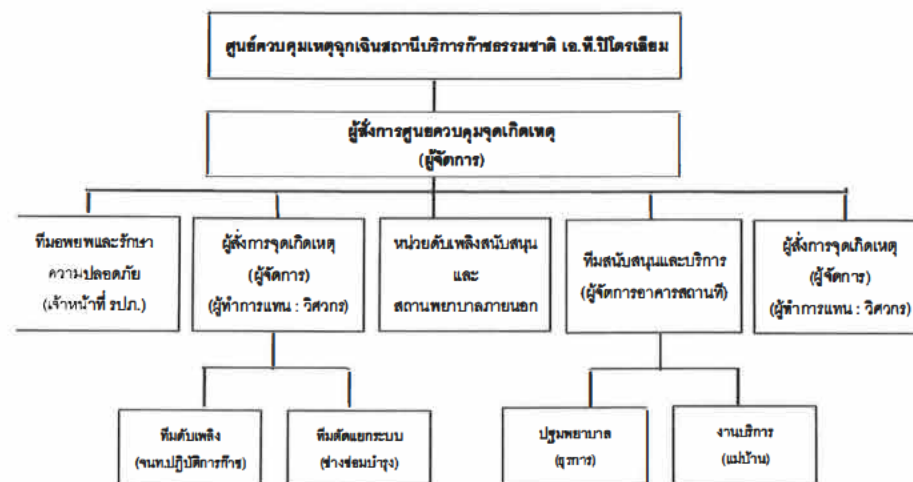 ศูนย์ควบคุมเหตุฉุกเฉินสถานีบริการก๊าซธรรมชาติ เอ.ที.ปิโตรเลียม
ผู้สั่งการศูนยควบคุมจุดเกิดเหตุ
(ผู้จัดการ)
ทีมอพยพและรักษา
ความปลอดภัย
(เจ้าหน้าที่ รปภ.)
ผู้สั่งการจุดเกิดเหตุ
(ผู้จัดการ)
(ผู้ทำการแทน : วิศวกร)
หน่วยดับเพลิงสนับสนุน
และ
สถานพยาบาลภายนอก
ทีมสนับสนุนและบริการ
(ผู้จัดการอาคารสถานที่)
ผู้สั่งการจุดเกิดเหตุ
(ผู้จัดการ)
(ผู้ทำการแทน : วิศวกร)
ทีมดับเพลิง
(จนท.ปฏิบัติการก๊าซ)
ทีมตัดแยกระบบ
(ช่างซ่อมบำรุง)
ปฐมพยาบาล
(ธุรการ)
งานบริการ
(แม่บ้าน)